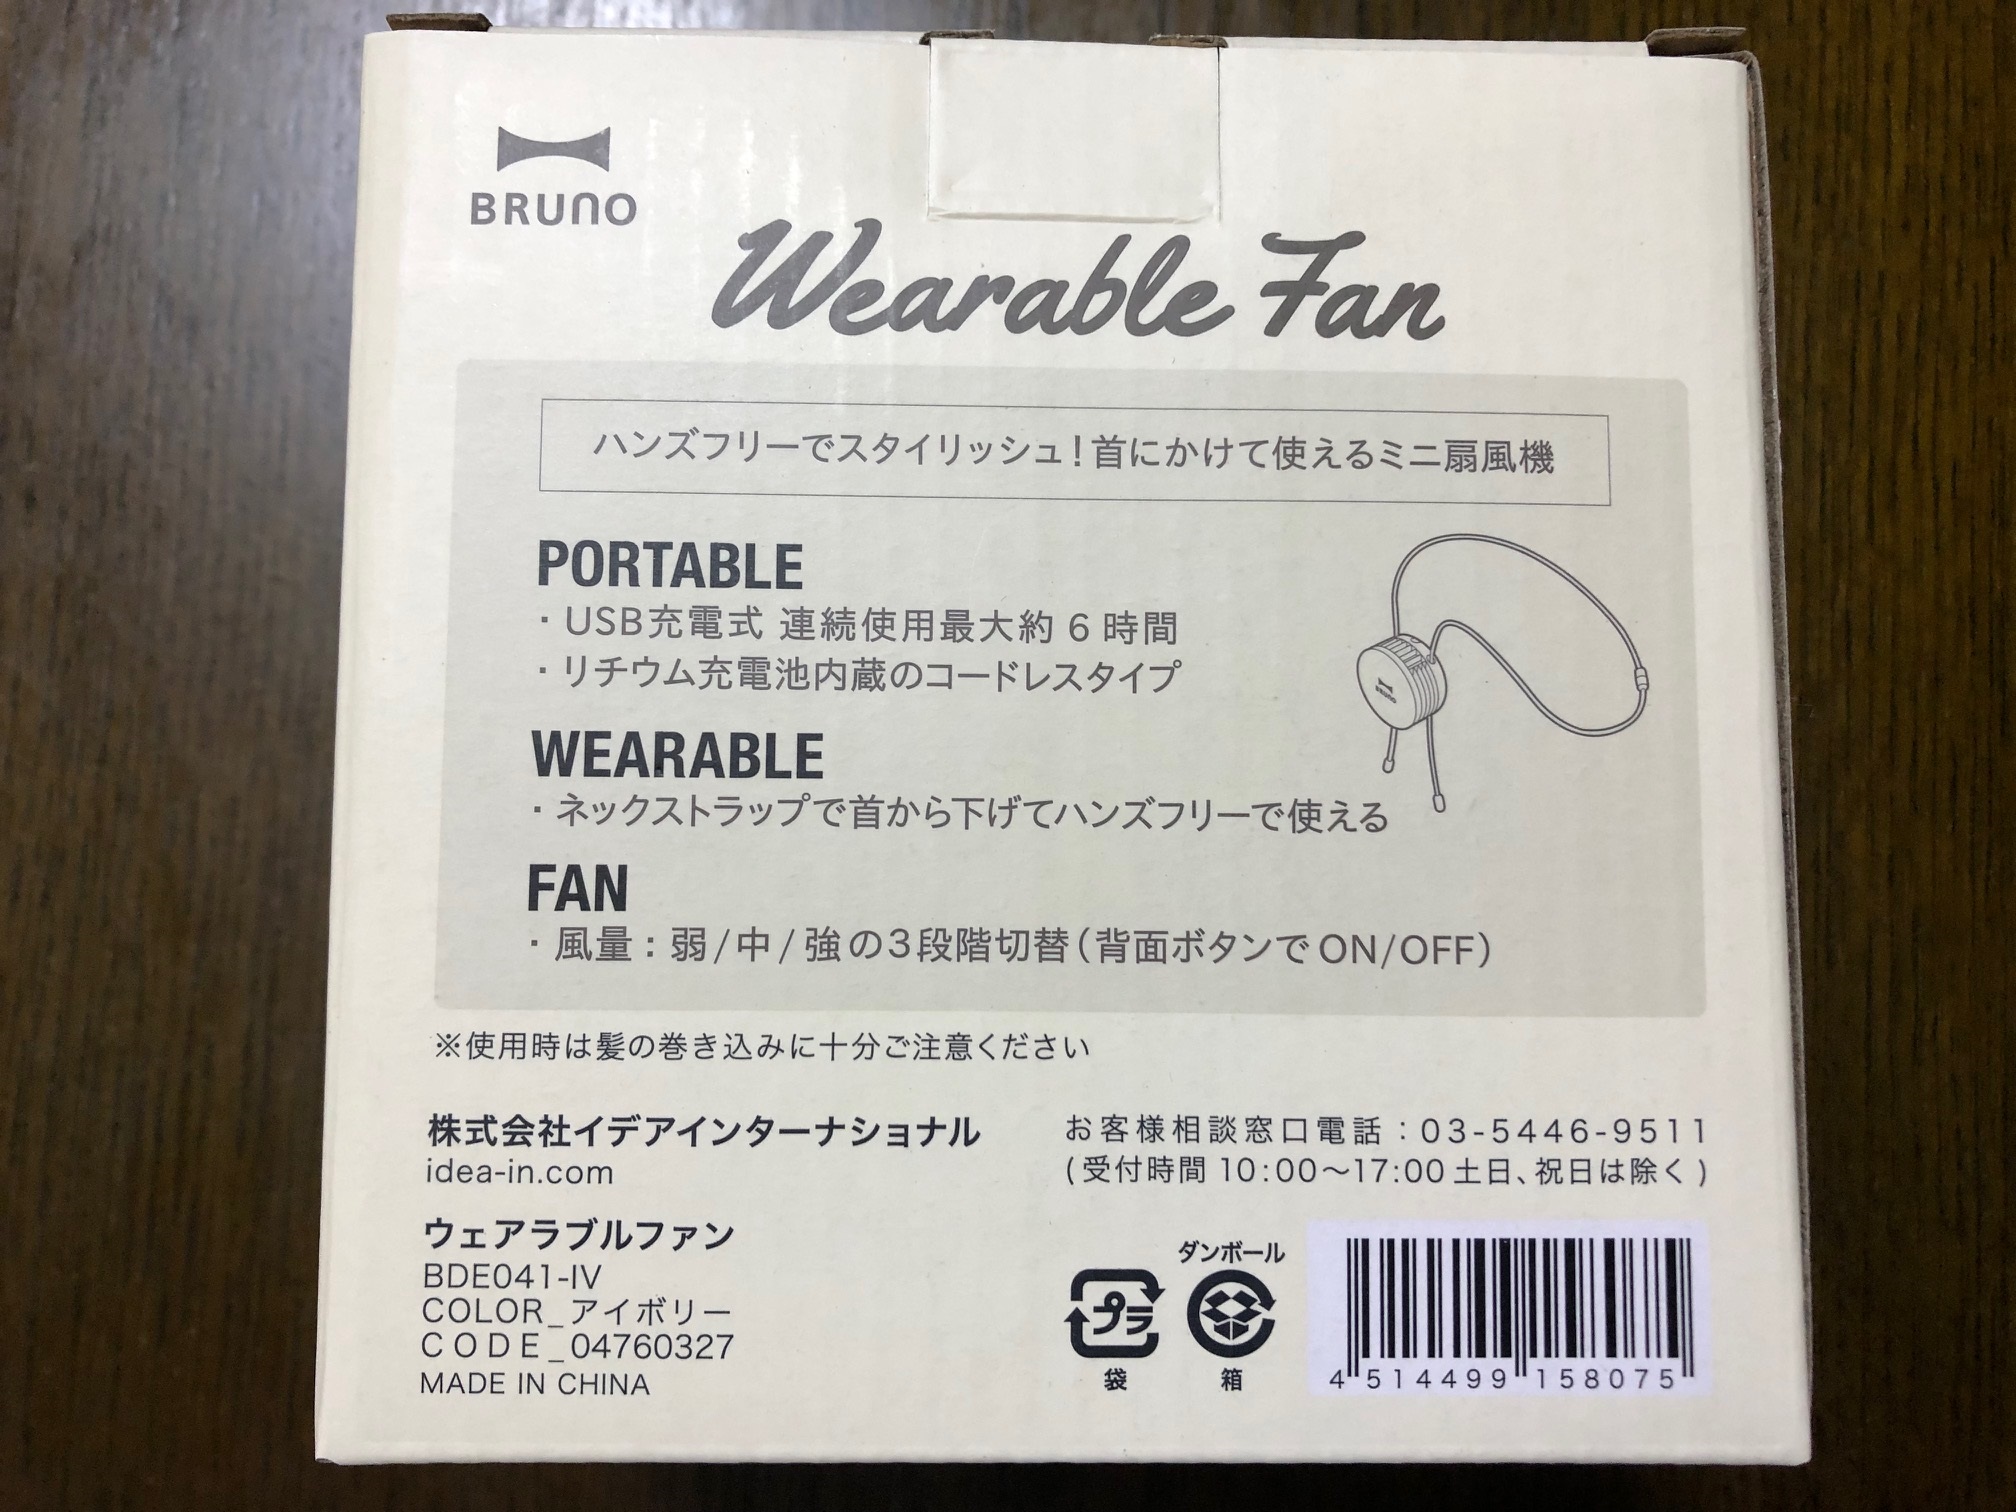 BRUNO
Wearable Fan
ハンズフリーでスタイリッシュ！首にかけて使えるミニ扇風機
PORTABLE
・USB充電式 連続使用最大約 6 時間
・リチウム充電池内蔵のコードレスタイプ
BRUNO
WEARABLE
・ネックストラップで首から下げてハンズフリーで使える
FAN
・風量：弱/中/強の3段階切替（背面ボタンでON/OFF）
※使用時は髪の巻き込みに十分ご注意ください
株式会社イデアインターナショナル
idea-in.com
お客様相談窓口電話：03-5446-9511
(受付時間 10:00～17:00 土日、祝日は除く)
ウェアラブルファン
BDE041-IV
COLOR_アイボリー
CODE_04760327
MADE IN CHINA
プラ
袋
ダンボール
箱
4 514499 158075